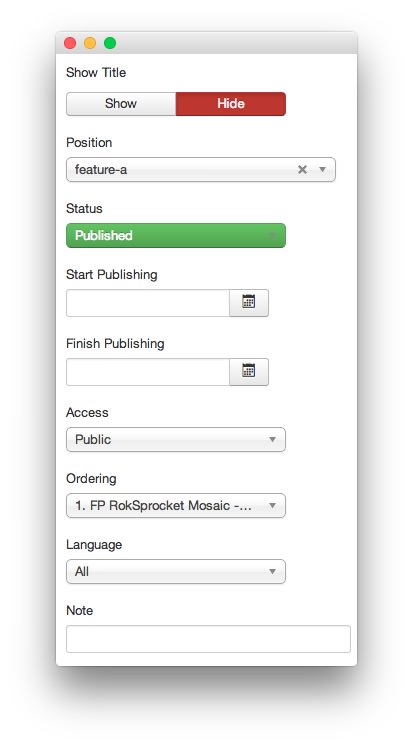 Show Title
Show Hide
Position
feature-a
Status
Published
Start Publishing
Finish Publishing
Access
Public
Ordering
1. FP RokSprocket Mosaic -...
Language
All
Note